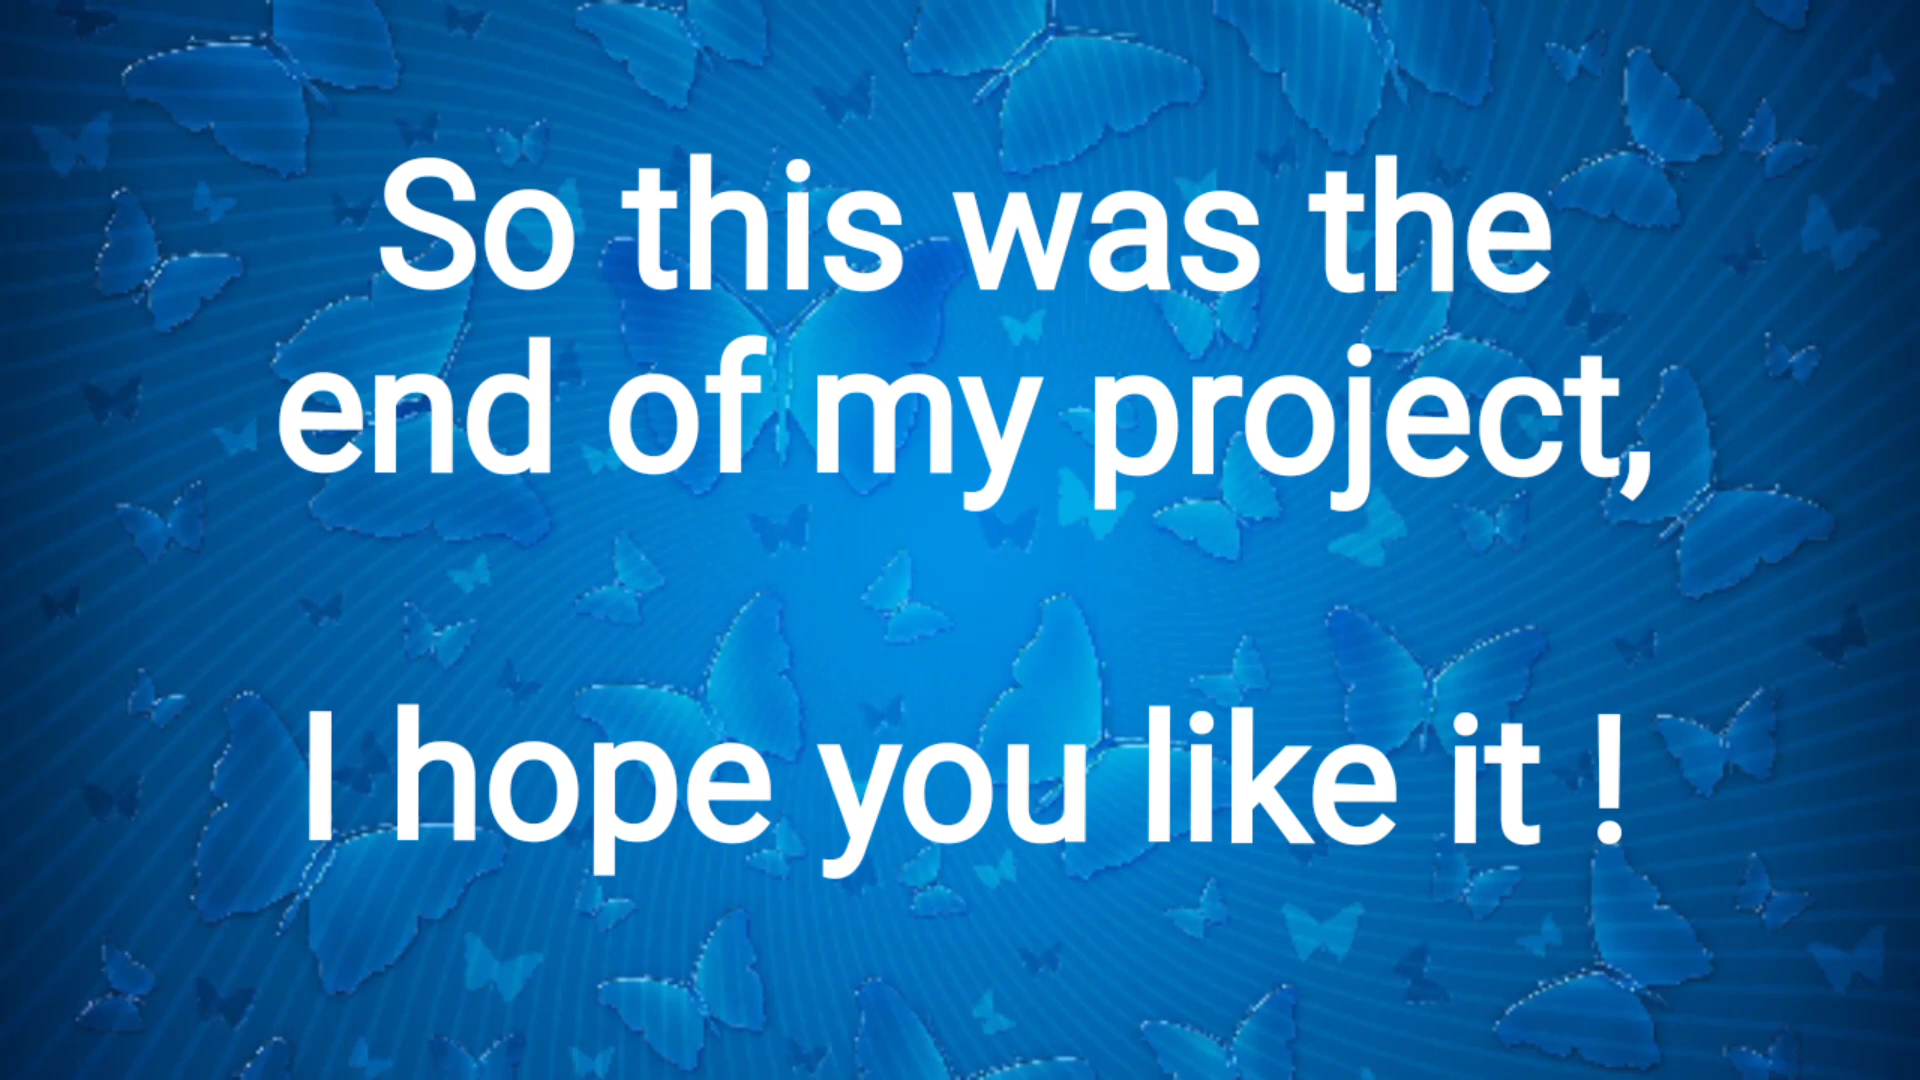 So this was the
end of my project,
I hope you like it !